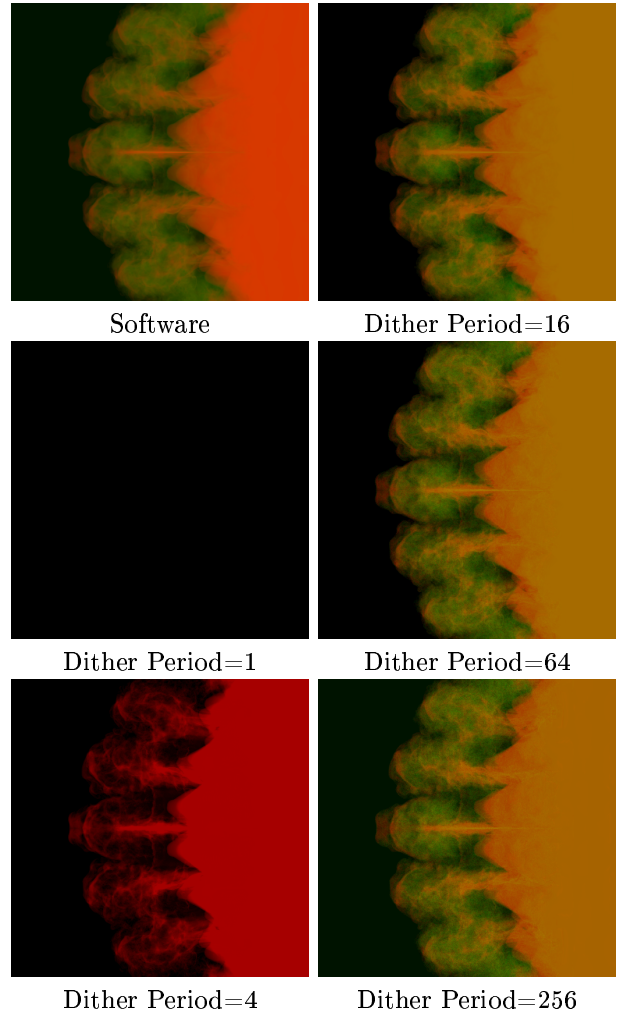 Software
Dither Period=16
Dither Period=1
Dither Period=64
Dither Period=4
Dither Period=256